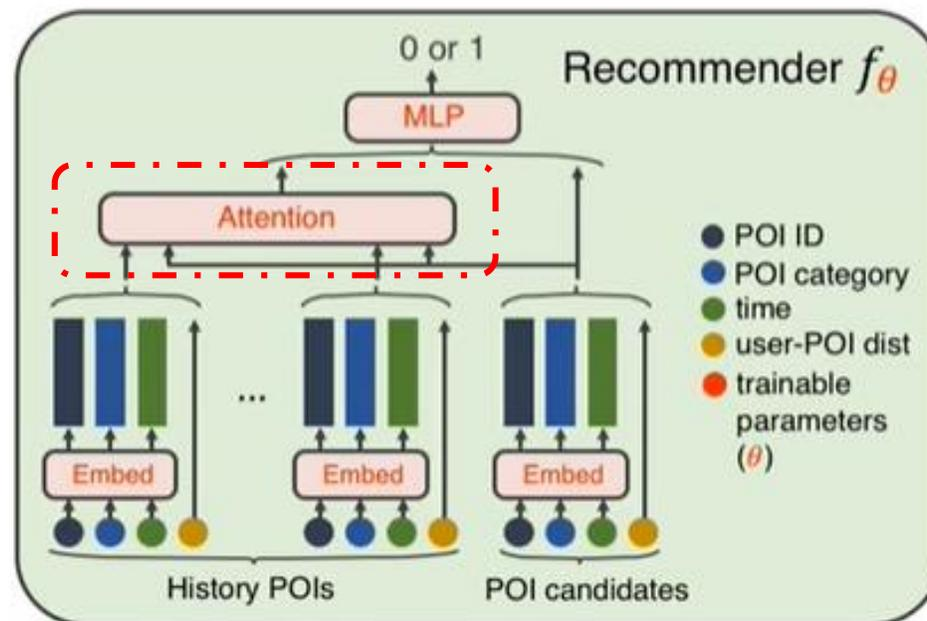 0 or 1
Recommender fθ
MLP
Attention
POI ID
POI category
time
user-POI dist
trainable
parameters
(θ)
...
Embed Embed Embed
History POIs POI candidates